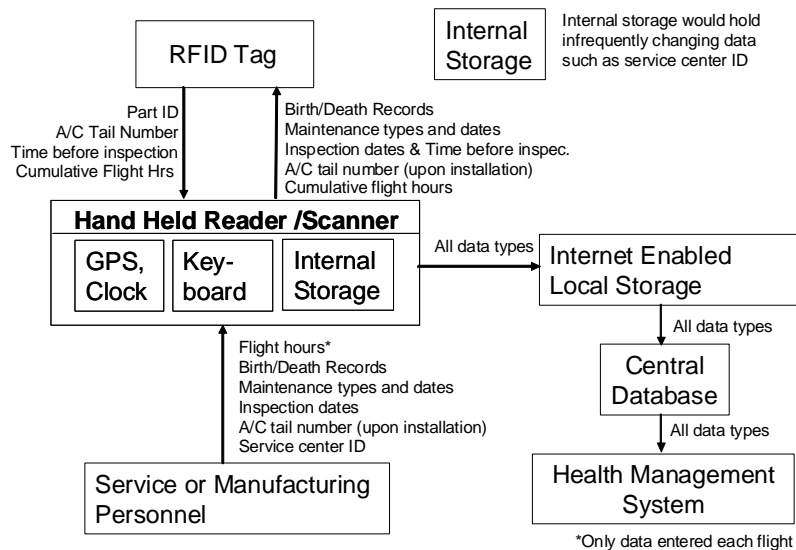 RFID Tag
Internal
Storage
Internal storage would hold
infrequently changing data
such as service center ID
Part ID
A/C Tail Number
Time before inspection
Cumulative Flight Hrs
Birth/Death Records
Maintenance types and dates
Inspection dates & Time before inspec.
A/C tail number (upon installation)
Cumulative flight hours
Hand Held Reader /Scanner
GPS,
Clock
Key-
board
Internal
Storage
All data types
Internet Enabled
Local Storage
All data types
Central
Database
All data types
Health Management
System
Flight hours*
Birth/Death Records
Maintenance types and dates
Inspection dates
A/C tail number (upon installation)
Service center ID
Service or Manufacturing
Personnel
*Only data entered each flight